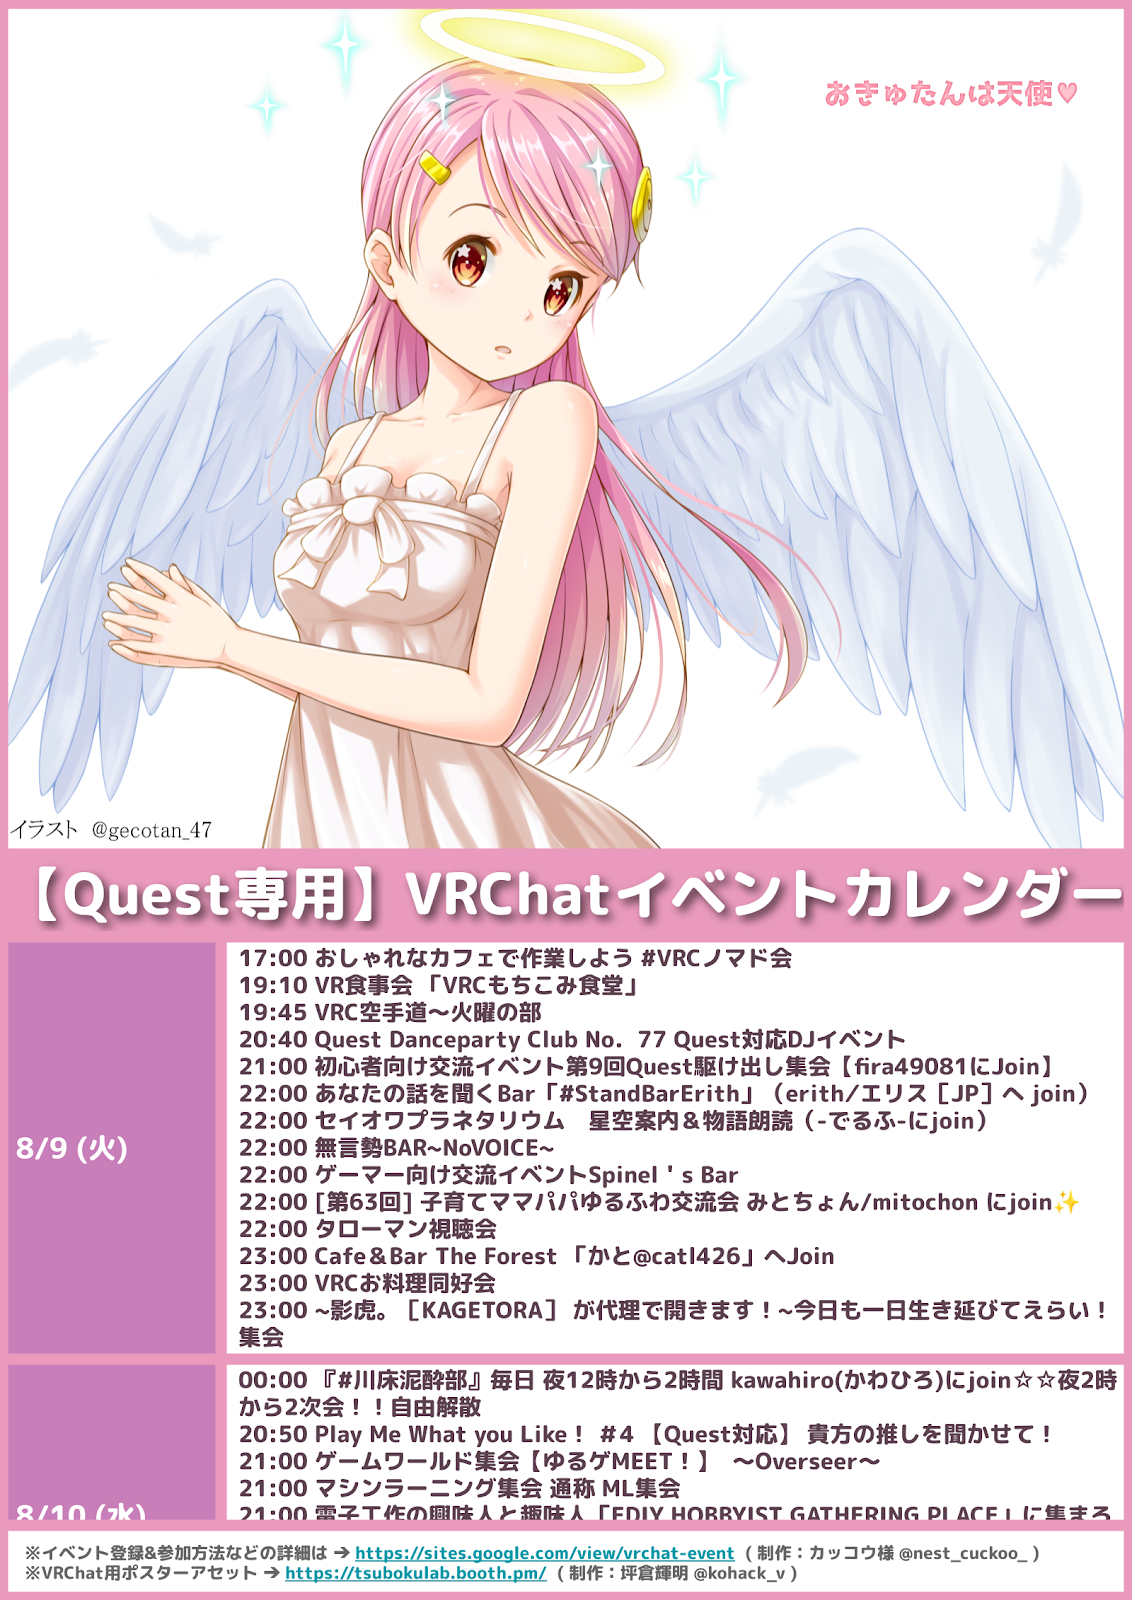 おきゅたんは天使♥
イラスト @gecotan_47
【Quest専用】VRChatイベントカレンダー
8/9 (火)
17:00 おしゃれなカフェで作業しよう #VRCノマド会
19:10 VR食事会 「VRCもちこみ食堂」
19:45 VRC空手道～火曜の部
20:40 Quest Danceparty Club No．77 Quest対応DJイベント
21:00 初心者向け交流イベント第9回Quest駆け出し集会【fira49081にJoin】
22:00 あなたの話を聞くBar「#StandBarErith」（erith/エリス［JP］へ join）
22:00 セイオワプラネタリウム　星空案内＆物語朗読（-でるふ-にjoin）
22:00 無言勢BAR~NoVOICE~
22:00 ゲーマー向け交流イベントSpinel＇s Bar
22:00 [第63回] 子育てママパパゆるふわ交流会 みとちょん/mitochon にjoin✨
22:00 タローマン視聴会
23:00 Cafe＆Bar The Forest 「かと@catl426」へJoin
23:00 VRCお料理同好会
23:00 ~影虎。［KAGETORA］ が代理で開きます！~今日も一日生き延びてえらい！
集会
8/10 (水)
00:00 『#川床泥酔部』毎日 夜12時から2時間 kawahiro(かわひろ)にjoin☆☆夜2時
から2次会！！自由解散
20:50 Play Me What you Like！ ＃4 【Quest対応】 貴方の推しを聞かせて！
21:00 ゲームワールド集会【ゆるゲMEET！】 ～Overseer～
21:00 マシンラーニング集会 通称 ML集会
21:00 電子工作の興味人と趣味人「EDIY HOBBYIST GATHERING PLACE」に集まろ
※イベント登録&参加方法などの詳細は → https://sites.google.com/view/vrchat-event （ 制作：カッコウ様 @nest_cuckoo_ ）
※VRChat用ポスターアセット → https://tsubokulab.booth.pm/ （ 制作：坪倉輝明 @kohack_v ）